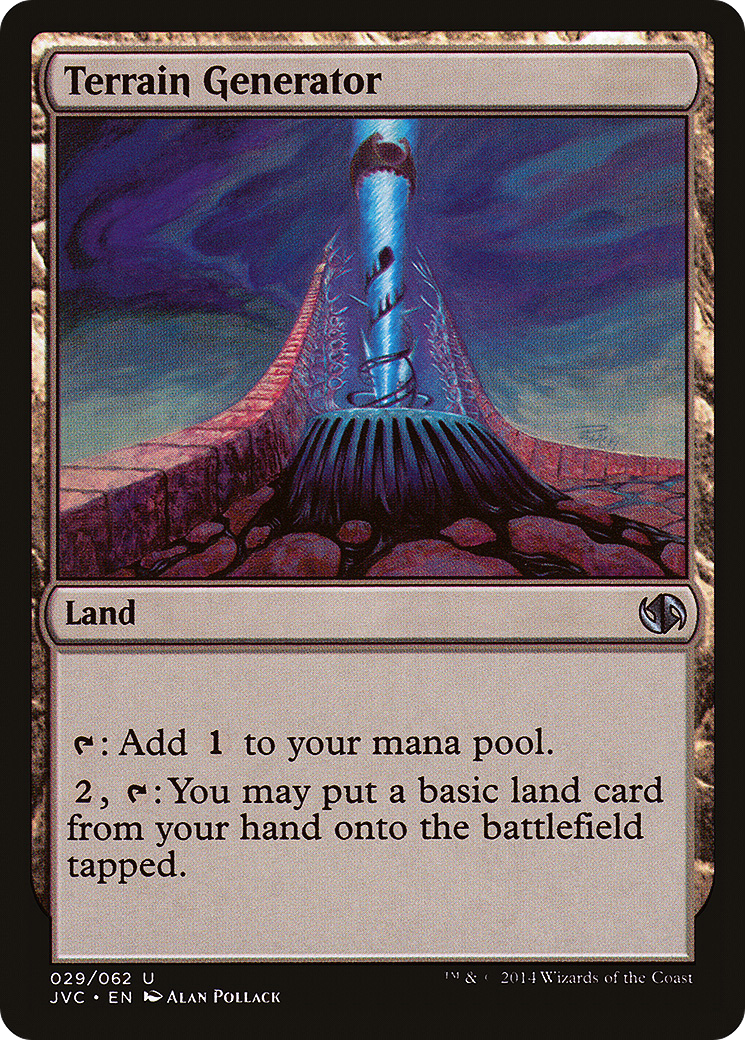 Terrain Generator
Land
: Add 1 to your mana pool.
2, : You may put a basic land card
from your hand onto the battlefield
tapped.
029/062 U
JVC • EN Alan Pollack
™ & © 2014 Wizards of the Coast